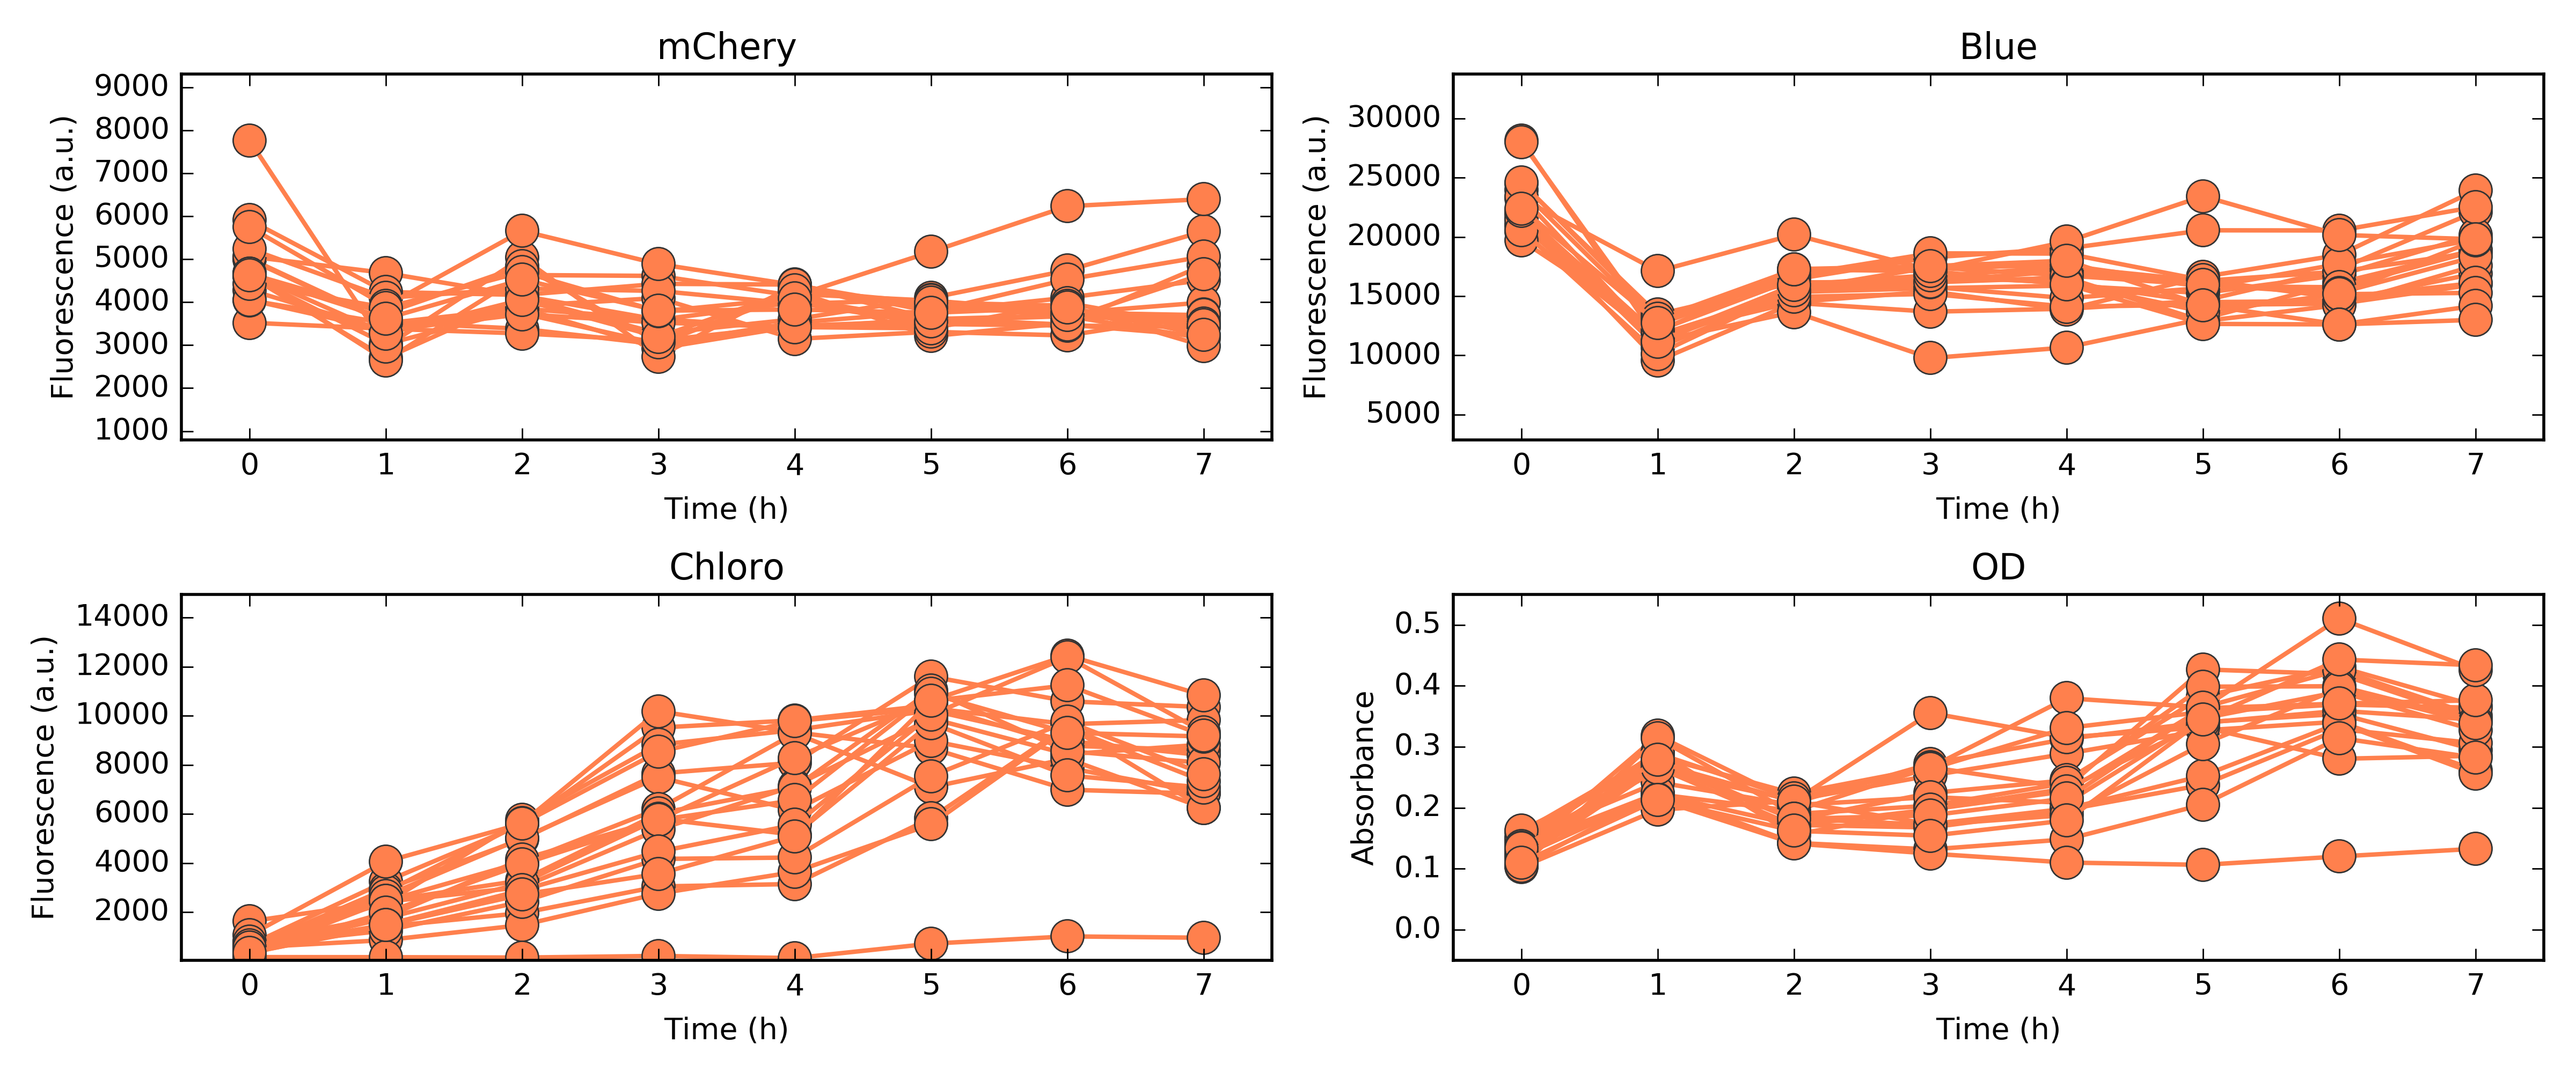 mChery
9000
8000
7000
6000
5000
4000
3000
2000
1000
Fluorescence (a.u.)
0 1 2 3 4 5 6 7
Time (h)
Blue
30000
25000
20000
15000
10000
5000
Fluorescence (a.u.)
0 1 2 3 4 5 6 7
Time (h)
Chloro
14000
12000
10000
8000
6000
4000
2000
Fluorescence (a.u.)
0 1 2 3 4 5 6 7
Time (h)
OD
0.5
0.4
0.3
0.2
0.1
0.0
Absorbance
0 1 2 3 4 5 6 7
Time (h)